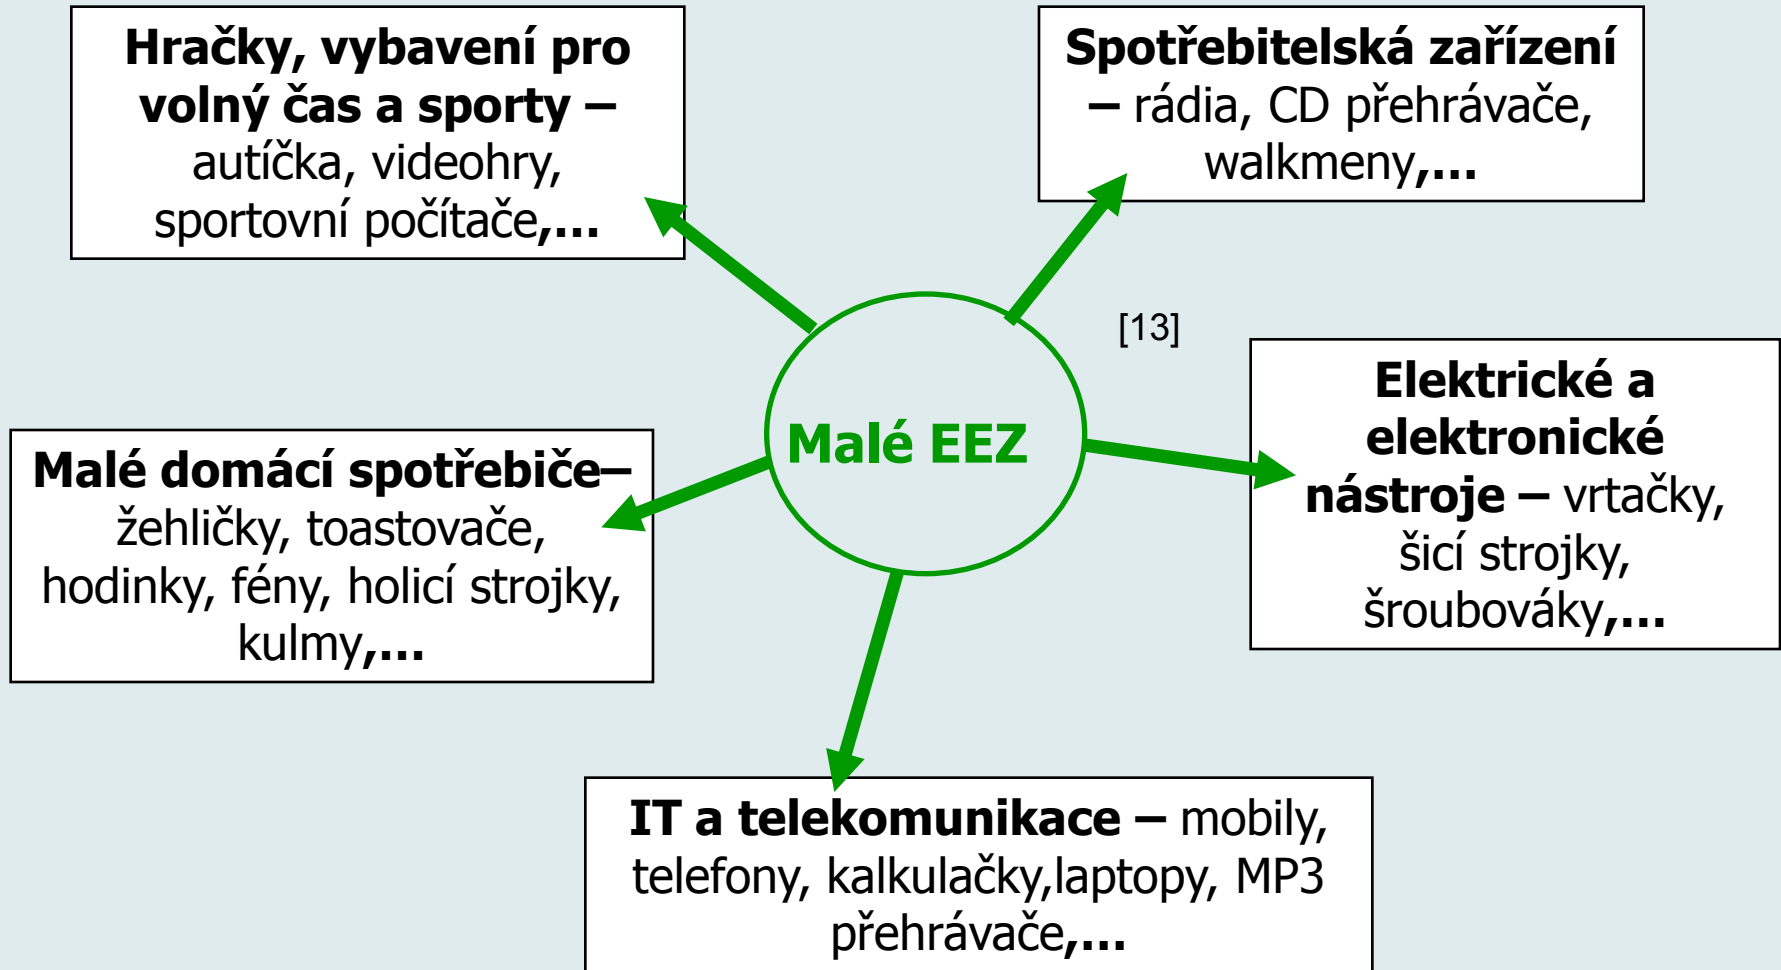 Hračky, vybavení pro
volný čas a sporty –
autíčka, videohry,
sportovní počítače,...
Spotřebitelská zařízení
– rádia, CD přehrávače,
walkmeny,...
[13]
Malé EEZ
Elektrické a
elektronické
nástroje – vrtačky,
šicí strojky,
šroubováky,...
Malé domácí spotřebiče–
žehličky, toastovače,
hodinky, fény, holicí strojky,
kulmy,...
IT a telekomunikace – mobily,
telefony, kalkulačky,laptopy, MP3
přehrávače,...